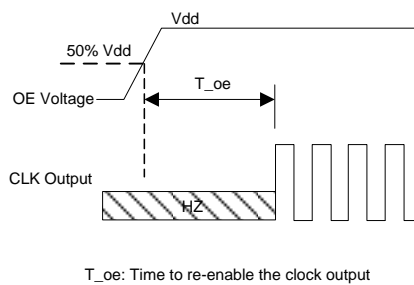 Vdd
50% Vdd
T_oe
OE Voltage
CLK Output
HZ
T_oe: Time to re-enable the clock output